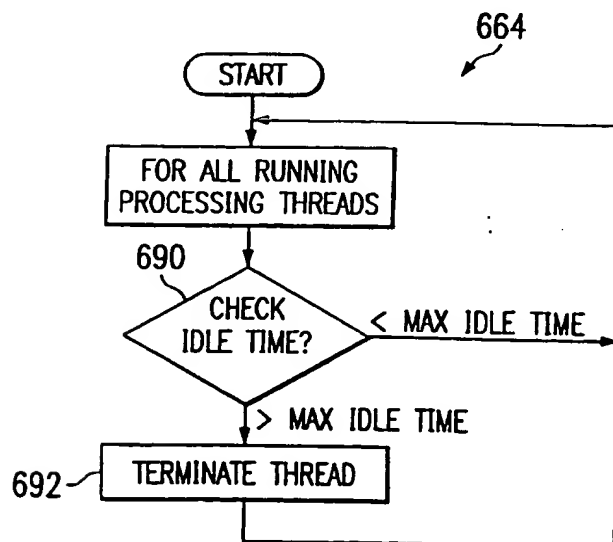 664
START
FOR ALL RUNNING
PROCESSING THREADS
690
CHECK
IDLE TIME?
< MAX IDLE TIME
> MAX IDLE TIME
692
TERMINATE THREAD